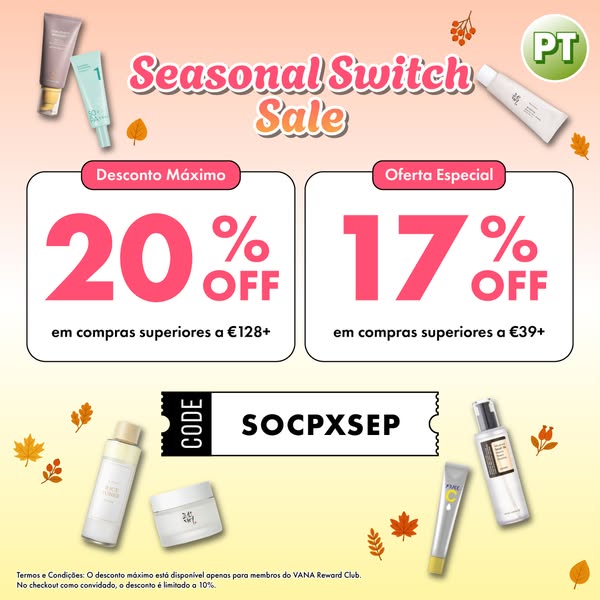 PT
Seasonal Switch
Sale
Desconto Máximo
20% OFF
em compras superiores a €128+
Oferta Especial
17% OFF
em compras superiores a €39+
CODE
SOCPXSEP
Termos e Condições: O desconto máximo está disponível apenas para membros do VANA Reward Club.
No checkout como convidado, o desconto é limitado a 10%.